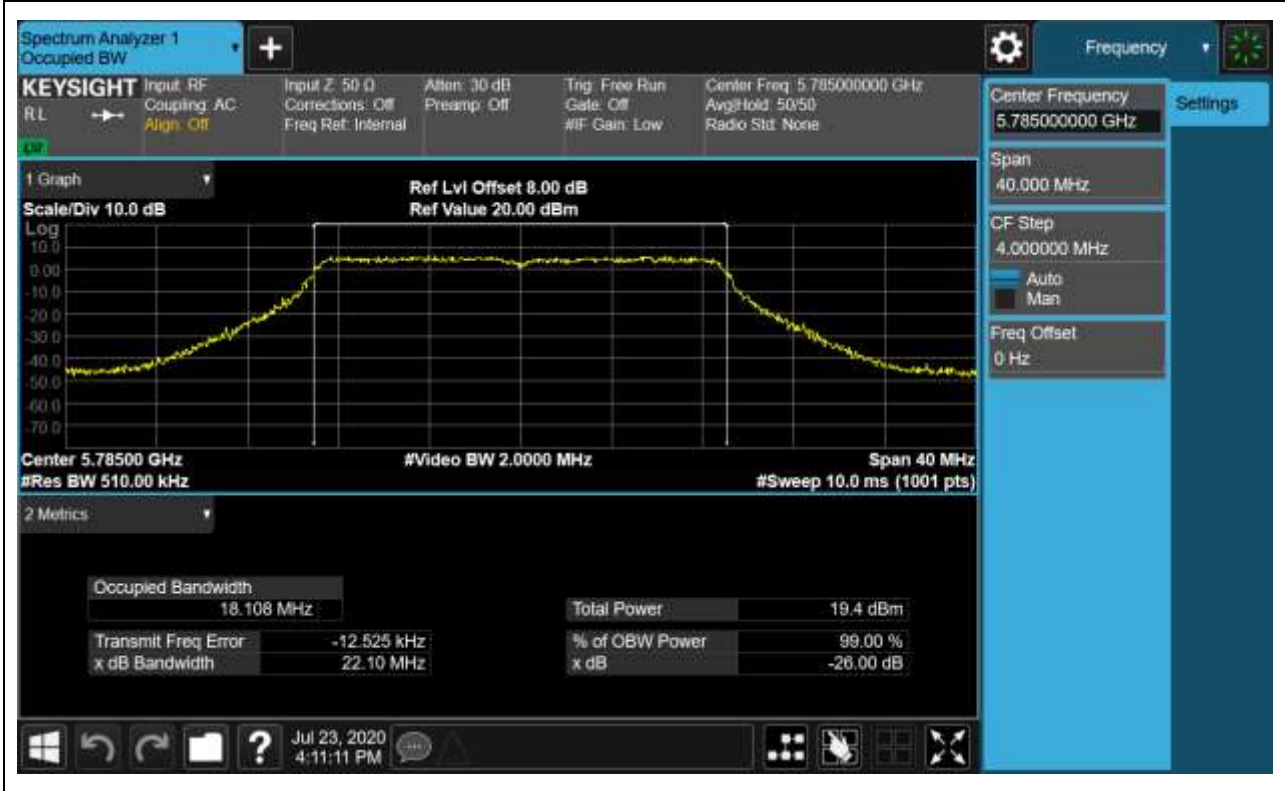 Spectrum Analyzer 1
Occupied BW
Frequency
KEYSIGHT
RL
Input: RF
Coupling: AC
Align: Off
Input Z: 50 Ω
Corrections: Off
Freq Ref: Internal
Atten: 30 dB
Preamp: Off
Trig: Free Run
Gate: Off
#IF Gain: Low
Center Freq: 5.785000000 GHz
Avg|Hold: 50/50
Radio Std: None
Center Frequency
5.785000000 GHz
Settings
Span
40.000 MHz
CF Step
4.000000 MHz
Auto
Man
Freq Offset
0 Hz
1 Graph
Scale/Div 10.0 dB
Ref Lvl Offset 8.00 dB
Ref Value 20.00 dBm
Log
10.0
0.00
-10.0
-20.0
-30.0
-40.0
-50.0
-60.0
-70.0
Center 5.78500 GHz
#Video BW 2.0000 MHz
Span 40 MHz
#Res BW 510.00 kHz
#Sweep 10.0 ms (1001 pts)
2 Metrics
Occupied Bandwidth
18.108 MHz
Total Power 19.4 dBm
Transmit Freq Error -12.525 kHz
% of OBW Power 99.00 %
x dB Bandwidth 22.10 MHz
x dB -26.00 dB
?
Jul 23, 2020
4:11:11 PM